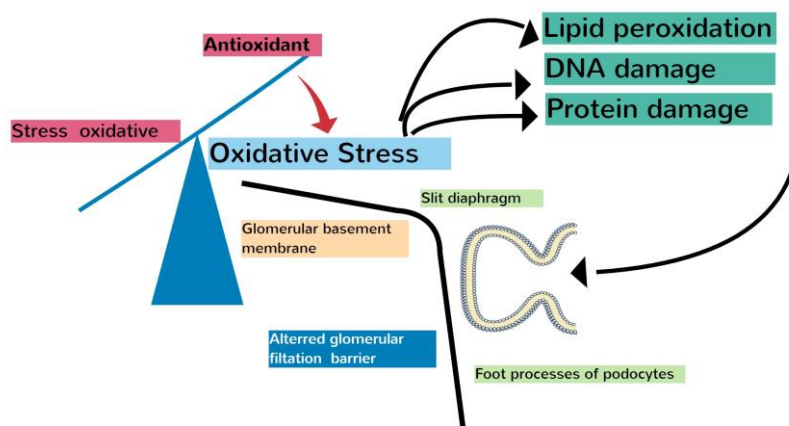 Antioxidant
Stress oxidative
Oxidative Stress
Lipid peroxidation
DNA damage
Protein damage
Slit diaphragm
Glomerular basement
membrane
Alterred glomerular
filtation barrier
Foot processes of podocytes